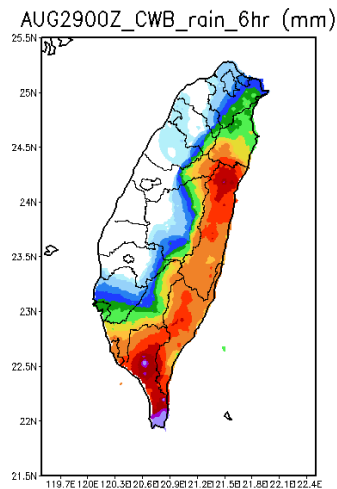 AUG2900Z_CWB_rain_6hr (mm)
25.5N
25N
24.5N
24N
23.5N
23N
22.5N
22N
21.5N
119.7E 120E 120.3E 120.6E 120.9E 121.2E 121.5E 121.8E 122.1E 122.4E